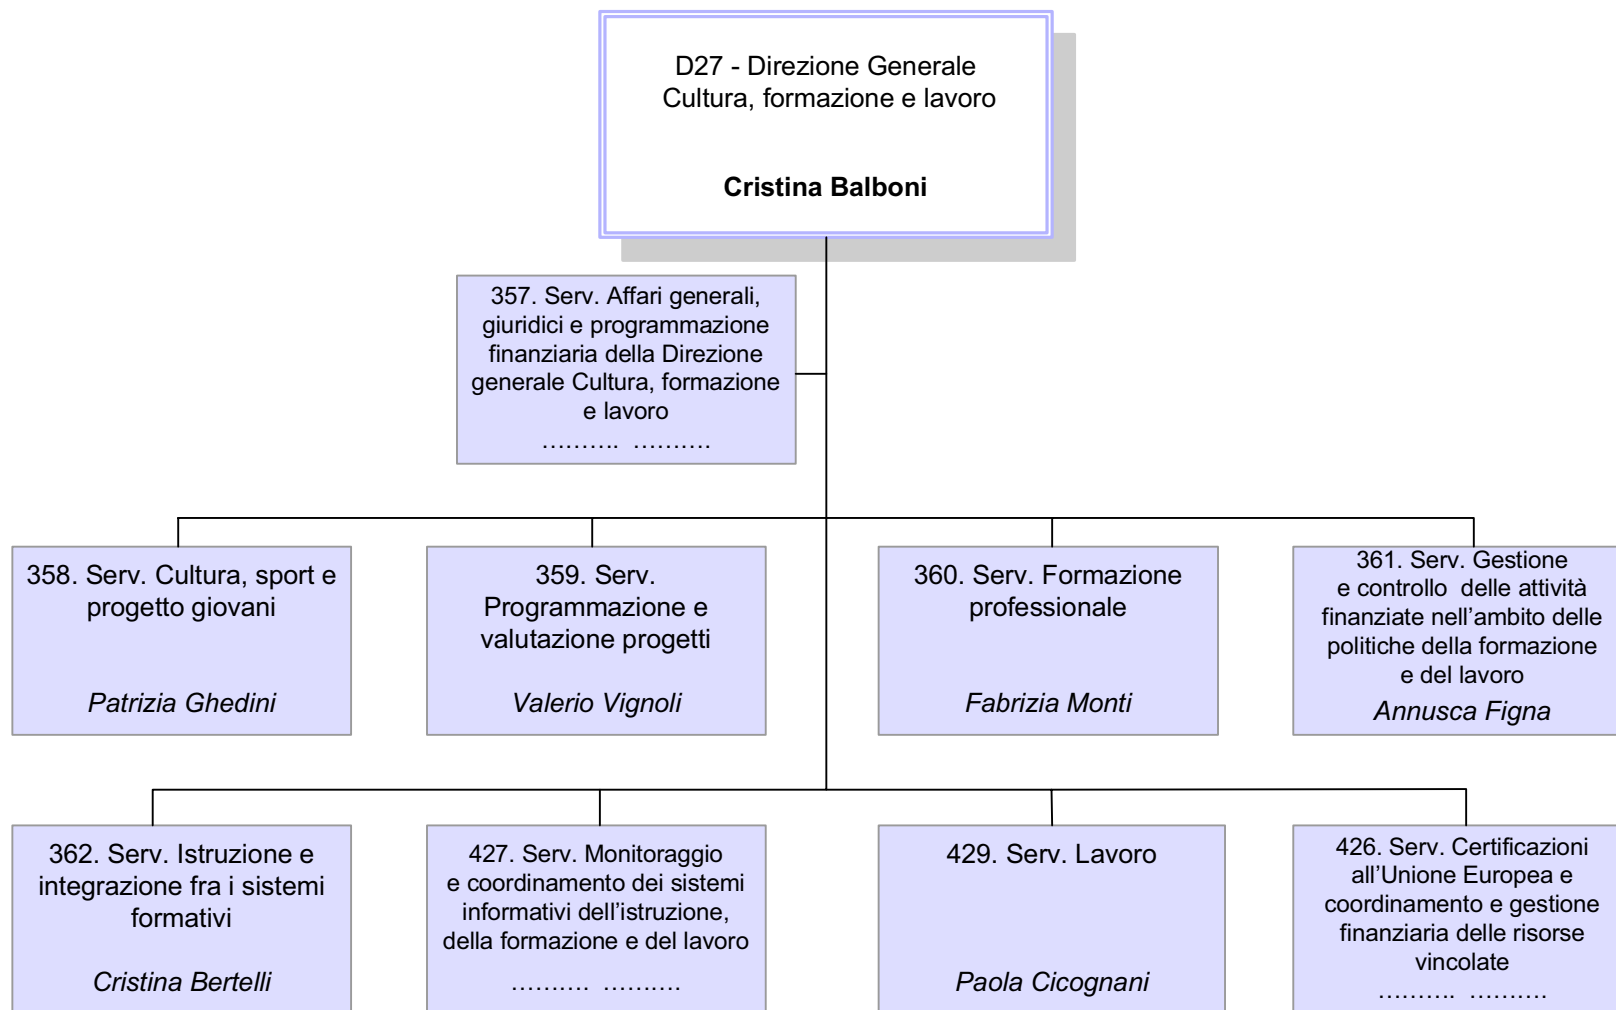 D27 - Direzione Generale
Cultura, formazione e lavoro
Cristina Balboni
357. Serv. Affari generali,
giuridici e programmazione
finanziaria della Direzione
generale Cultura, formazione
e lavoro
………. ……….
358. Serv. Cultura, sport e
progetto giovani
Patrizia Ghedini
359. Serv.
Programmazione e
valutazione progetti
Valerio Vignoli
360. Serv. Formazione
professionale
Fabrizia Monti
361. Serv. Gestione
e controllo  delle attività
finanziate nell’ambito delle
politiche della formazione
e del lavoro
Annusca Figna
362. Serv. Istruzione e
integrazione fra i sistemi
formativi
Cristina Bertelli
427. Serv. Monitoraggio
e coordinamento dei sistemi
informativi dell’istruzione,
della formazione e del lavoro
………. ……….
429. Serv. Lavoro
Paola Cicognani
426. Serv. Certificazioni
all’Unione Europea e
coordinamento e gestione
finanziaria delle risorse
vincolate
………. ……….